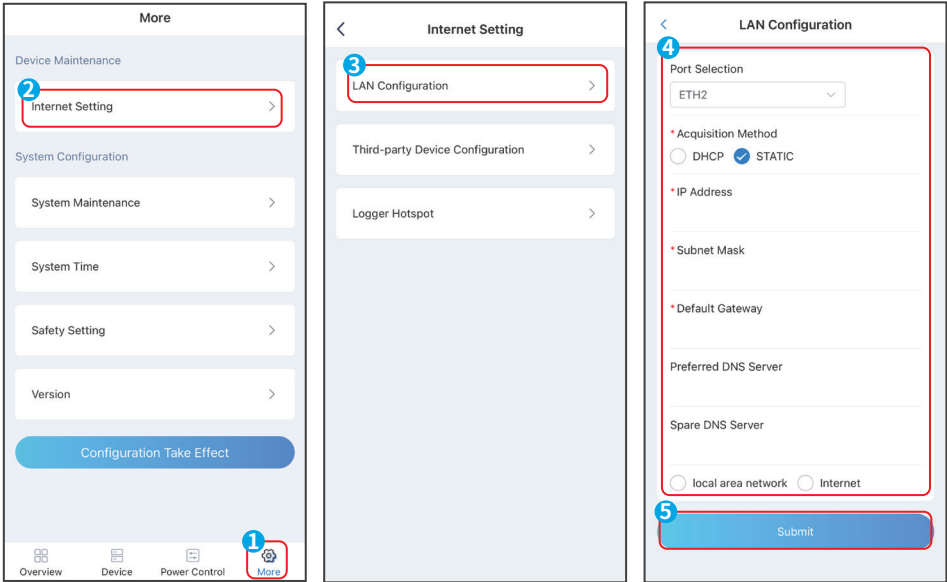 More
Device Maintenance
2
Internet Setting
System Configuration
System Maintenance
System Time
Safety Setting
Version
Configuration Take Effect
1
Overview
Device
Power Control
More
Internet Setting
3
LAN Configuration
Third-party Device Configuration
Logger Hotspot
LAN Configuration
4
Port Selection
ETH2
* Acquisition Method
DHCP STATIC
* IP Address
* Subnet Mask
* Default Gateway
Preferred DNS Server
Spare DNS Server
local area network Internet
5
Submit